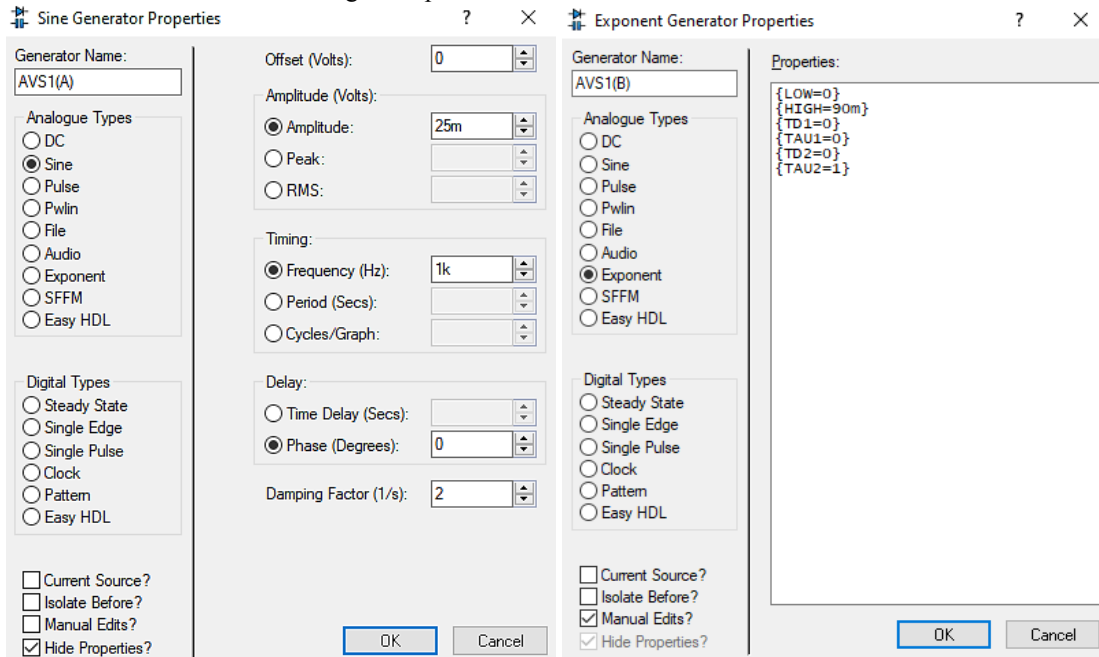 Sine Generator Properties
?
Generator Name:
AVS1(A)
Analogue Types
DC
Sine
Pulse
Pwlin
File
Audio
Exponent
SFFM
Easy HDL
Digital Types
Steady State
Single Edge
Single Pulse
Clock
Pattern
Easy HDL
Current Source?
Isolate Before?
Manual Edits?
Hide Properties?
Offset (Volts): 0
Amplitude (Volts):
Amplitude: 25m
Peak:
RMS:
Timing:
Frequency (Hz): 1k
Period (Secs):
Cycles/Graph:
Delay:
Time Delay (Secs):
Phase (Degrees): 0
Damping Factor (1/s): 2
OK Cancel
Exponent Generator Properties
?
Generator Name:
AVS1(B)
Analogue Types
DC
Sine
Pulse
Pwlin
File
Audio
Exponent
SFFM
Easy HDL
Digital Types
Steady State
Single Edge
Single Pulse
Clock
Pattern
Easy HDL
Current Source?
Isolate Before?
Manual Edits?
Hide Properties?
Properties:
{LOW=0}
{HIGH=90m}
{TD1=0}
{TAU1=0}
{TD2=0}
{TAU2=1}
OK Cancel